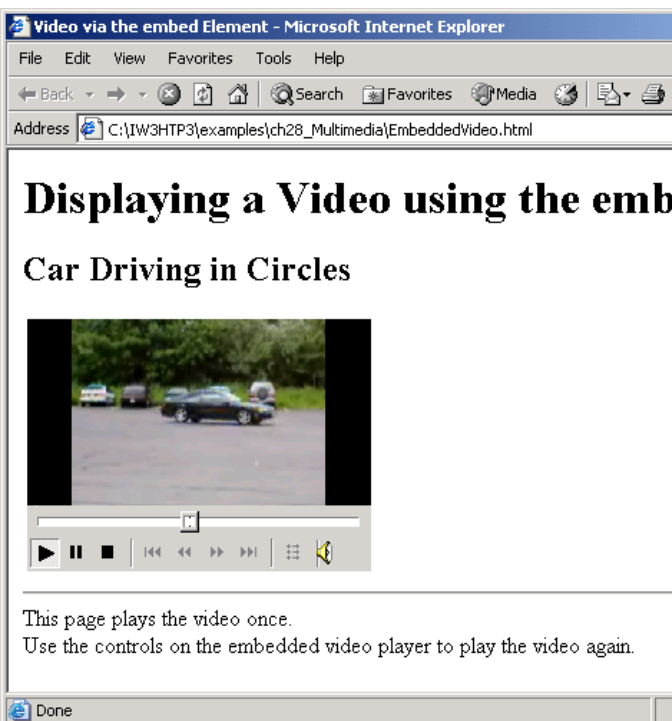 Video via the embed Element - Microsoft Internet Explorer
File Edit View Favorites Tools Help
Back Search Favorites Media
Address C:\IW3HTP3\examples\ch28_Multimedia\EmbeddedVideo.html
Displaying a Video using the emb
Car Driving in Circles
This page plays the video once.
Use the controls on the embedded video player to play the video again.
Done